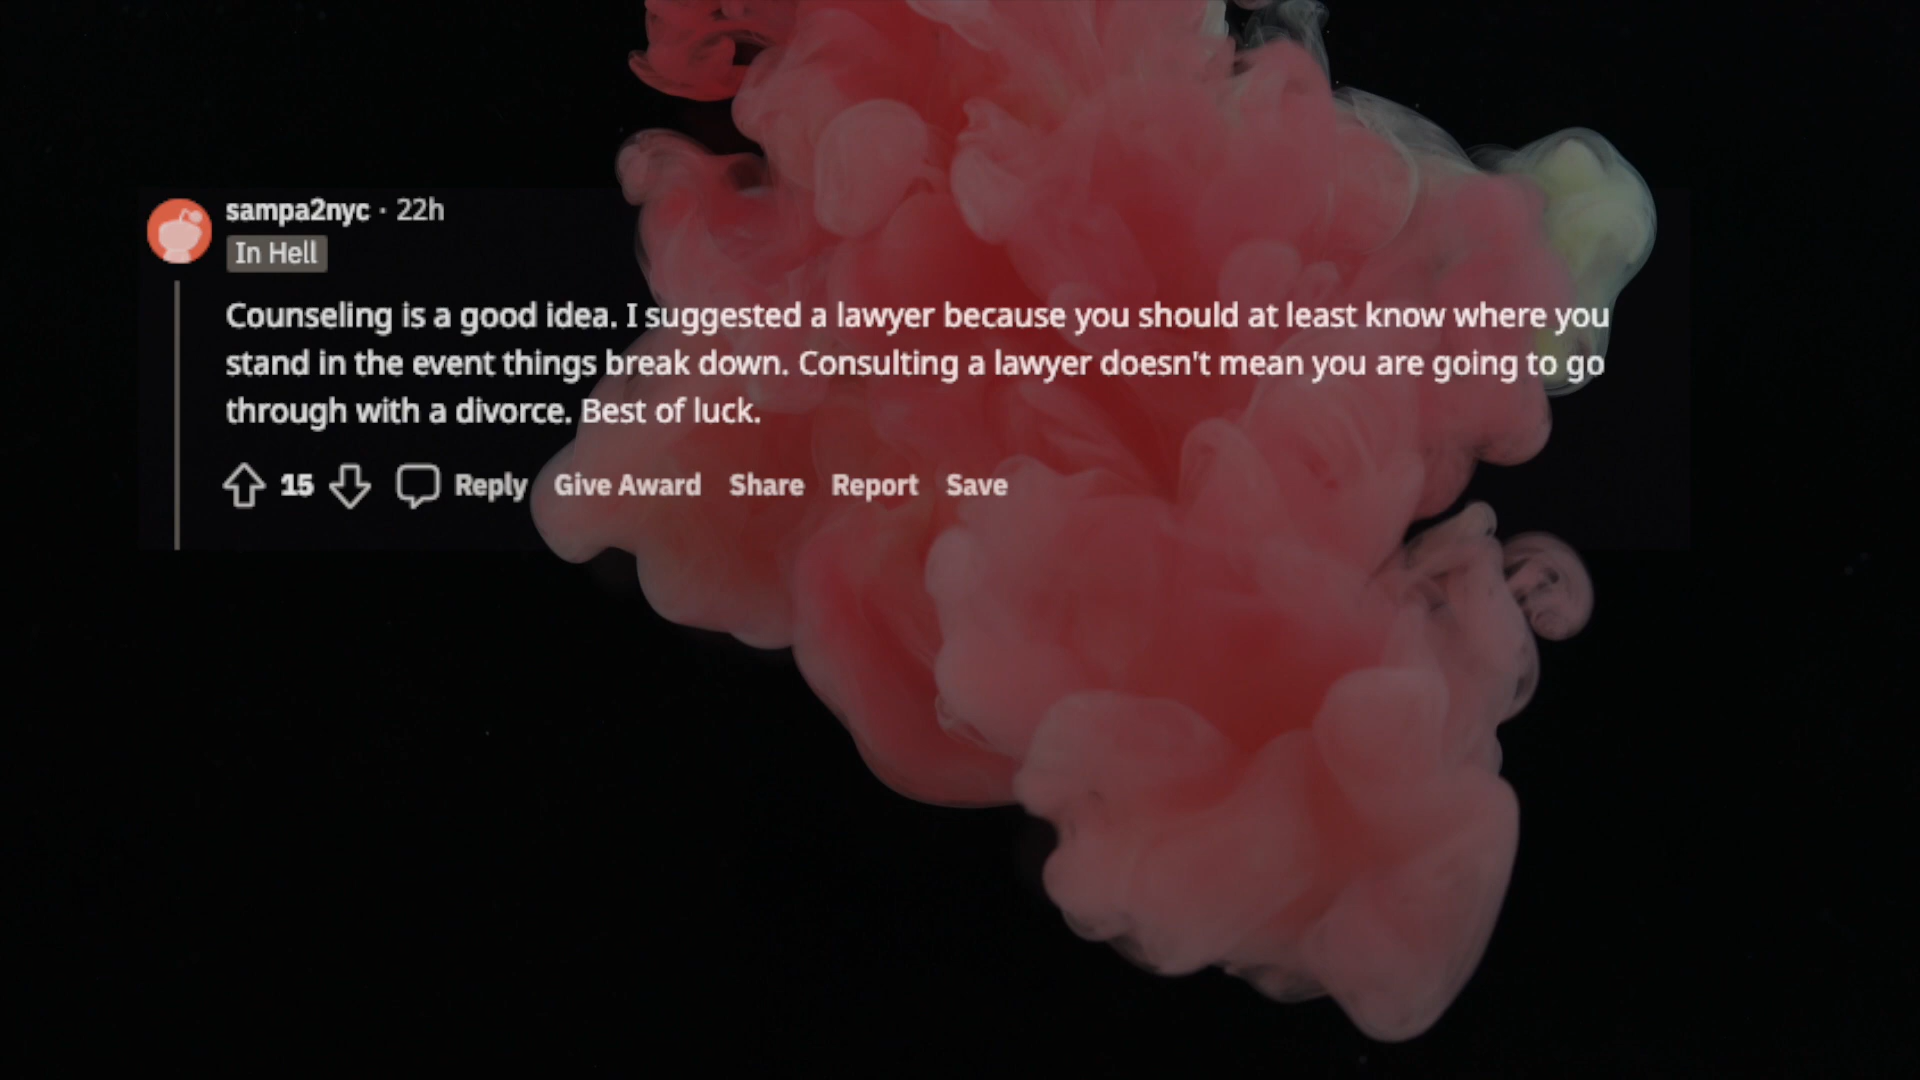 sampa2nyc · 22h
In Hell
Counseling is a good idea. I suggested a lawyer because you should at least know where you
stand in the event things break down. Consulting a lawyer doesn't mean you are going to go
through with a divorce. Best of luck.
15 Reply Give Award Share Report Save